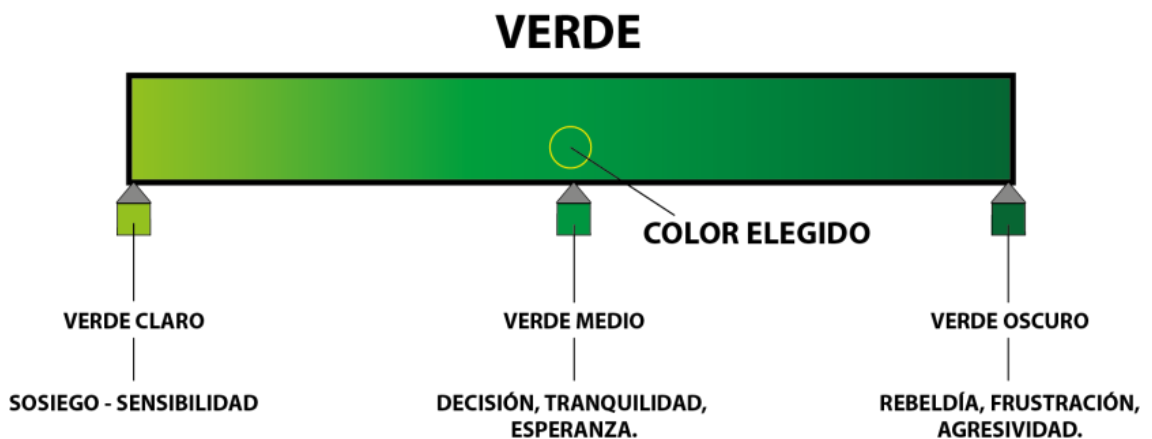 VERDE
COLOR ELEGIDO
VERDE CLARO
VERDE MEDIO
VERDE OSCURO
SOSIEGO - SENSIBILIDAD
DECISIÓN, TRANQUILIDAD,
ESPERANZA.
REBELDÍA, FRUSTRACIÓN,
AGRESIVIDAD.